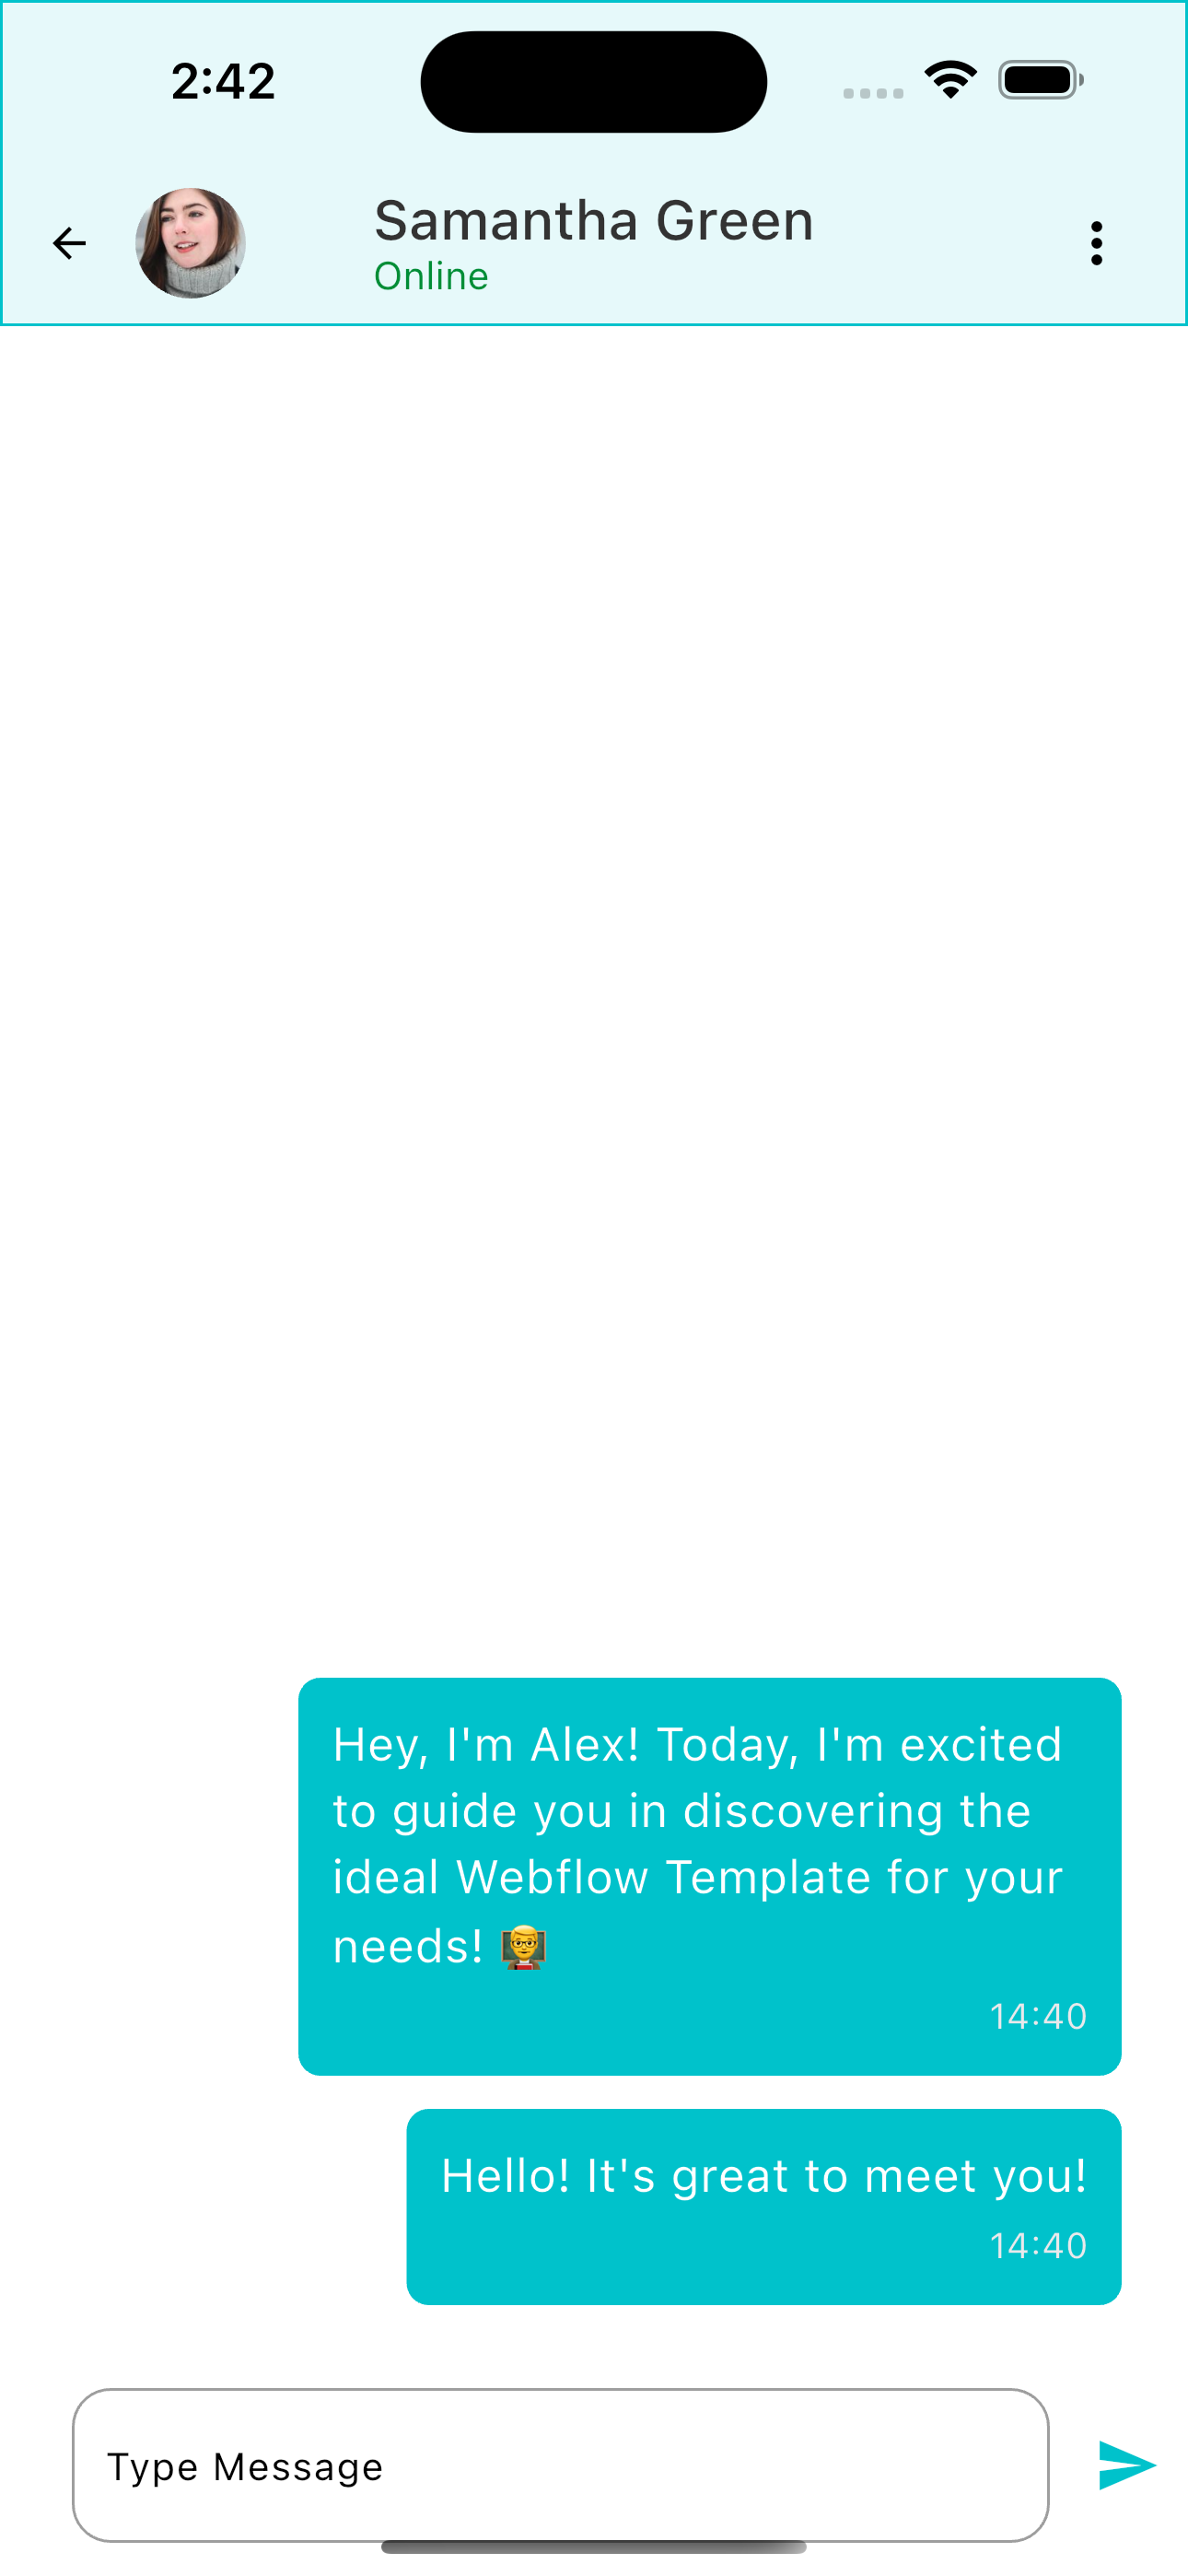 2:42
Samantha Green
Online
Hey, I'm Alex! Today, I'm excited
to guide you in discovering the
ideal Webflow Template for your
needs! 👨‍🏫
14:40
Hello! It's great to meet you!
14:40
Type Message